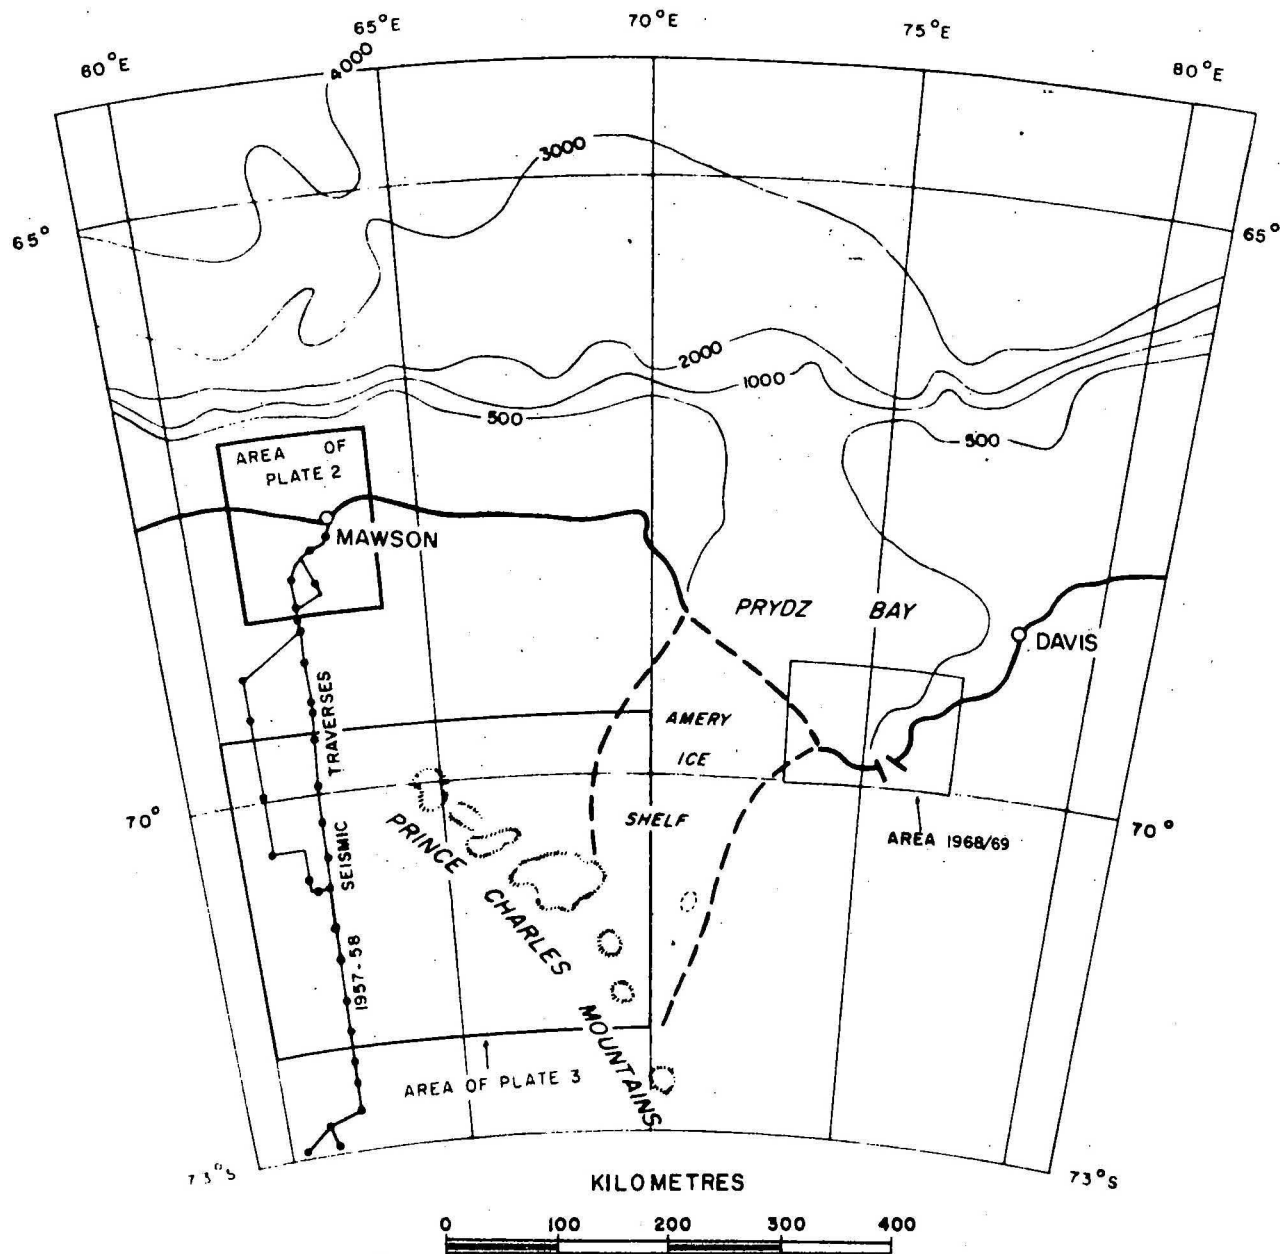 60°E
65°E
70°E
75°E
80°E
4000
3000
65°
65°
2000
1000
500
500
AREA OF
PLATE 2
MAWSON
PRYDZ BAY
DAVIS
AMERY
ICE
SHELF
SEISMIC TRAVERSES
1957-58
70°
70°
PRINCE
CHARLES
MOUNTAINS
AREA 1968/69
AREA OF PLATE 3
73°S
73°S
KILOMETRES
0 100 200 300 400